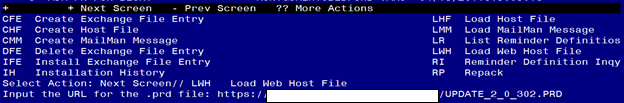 + + Next Screen - Prev Screen ?? More Actions
CFE Create Exchange File Entry LHF Load Host File
CHF Create Host File LMM Load MailMan Message
CMM Create MailMan Message LR List Reminder Definitions
DFE Delete Exchange File Entry LWH Load Web Host File
IFE Install Exchange File Entry RI Reminder Definition Inqy
IH Installation History RP Repack
Select Action: Next Screen// LWH Load Web Host File
Input the URL for the .prd file: https:// /UPDATE_2_0_302.PRD